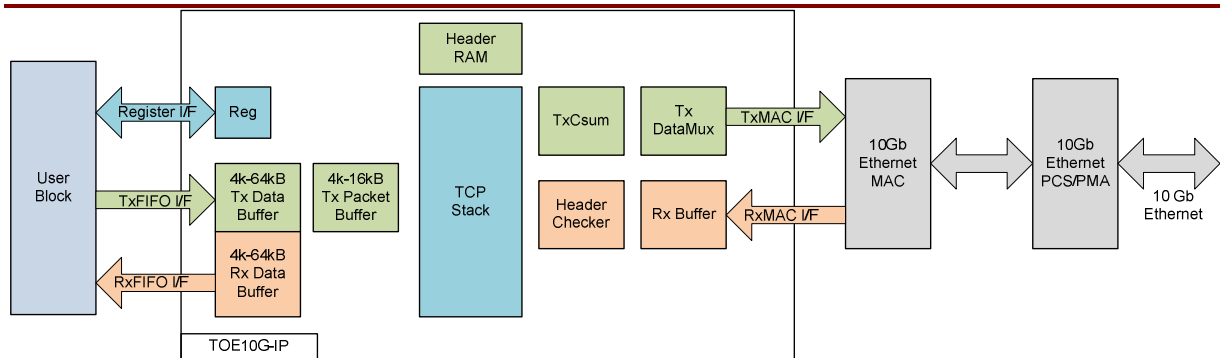 Header
RAM
User
Block
Register I/F
Reg
TxFIFO I/F
4k-64kB
Tx Data
Buffer
4k-16kB
Tx Packet
Buffer
RxFIFO I/F
4k-64kB
Rx Data
Buffer
TCP
Stack
TxCsum
Tx
DataMux
TxMAC I/F
Header
Checker
Rx Buffer
RxMAC I/F
10Gb
Ethernet
MAC
10Gb
Ethernet
PCS/PMA
10 Gb
Ethernet
TOE10G-IP